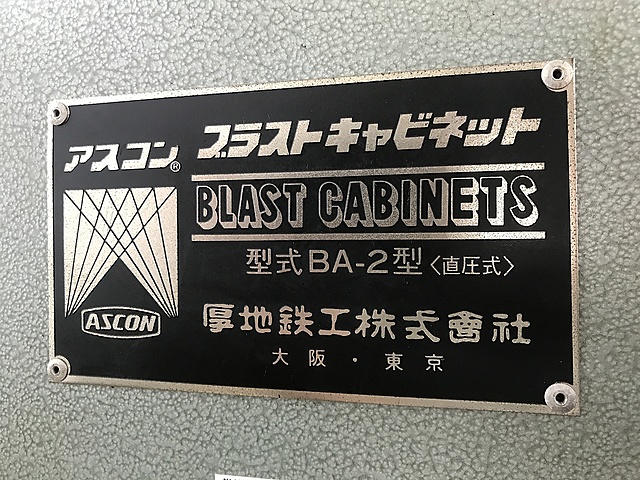 アスコン®
ブラストキャビネット
BLAST CABINETS
型式BA-2型〈直圧式〉
ASCON
厚地鉄工株式會社
大阪・東京